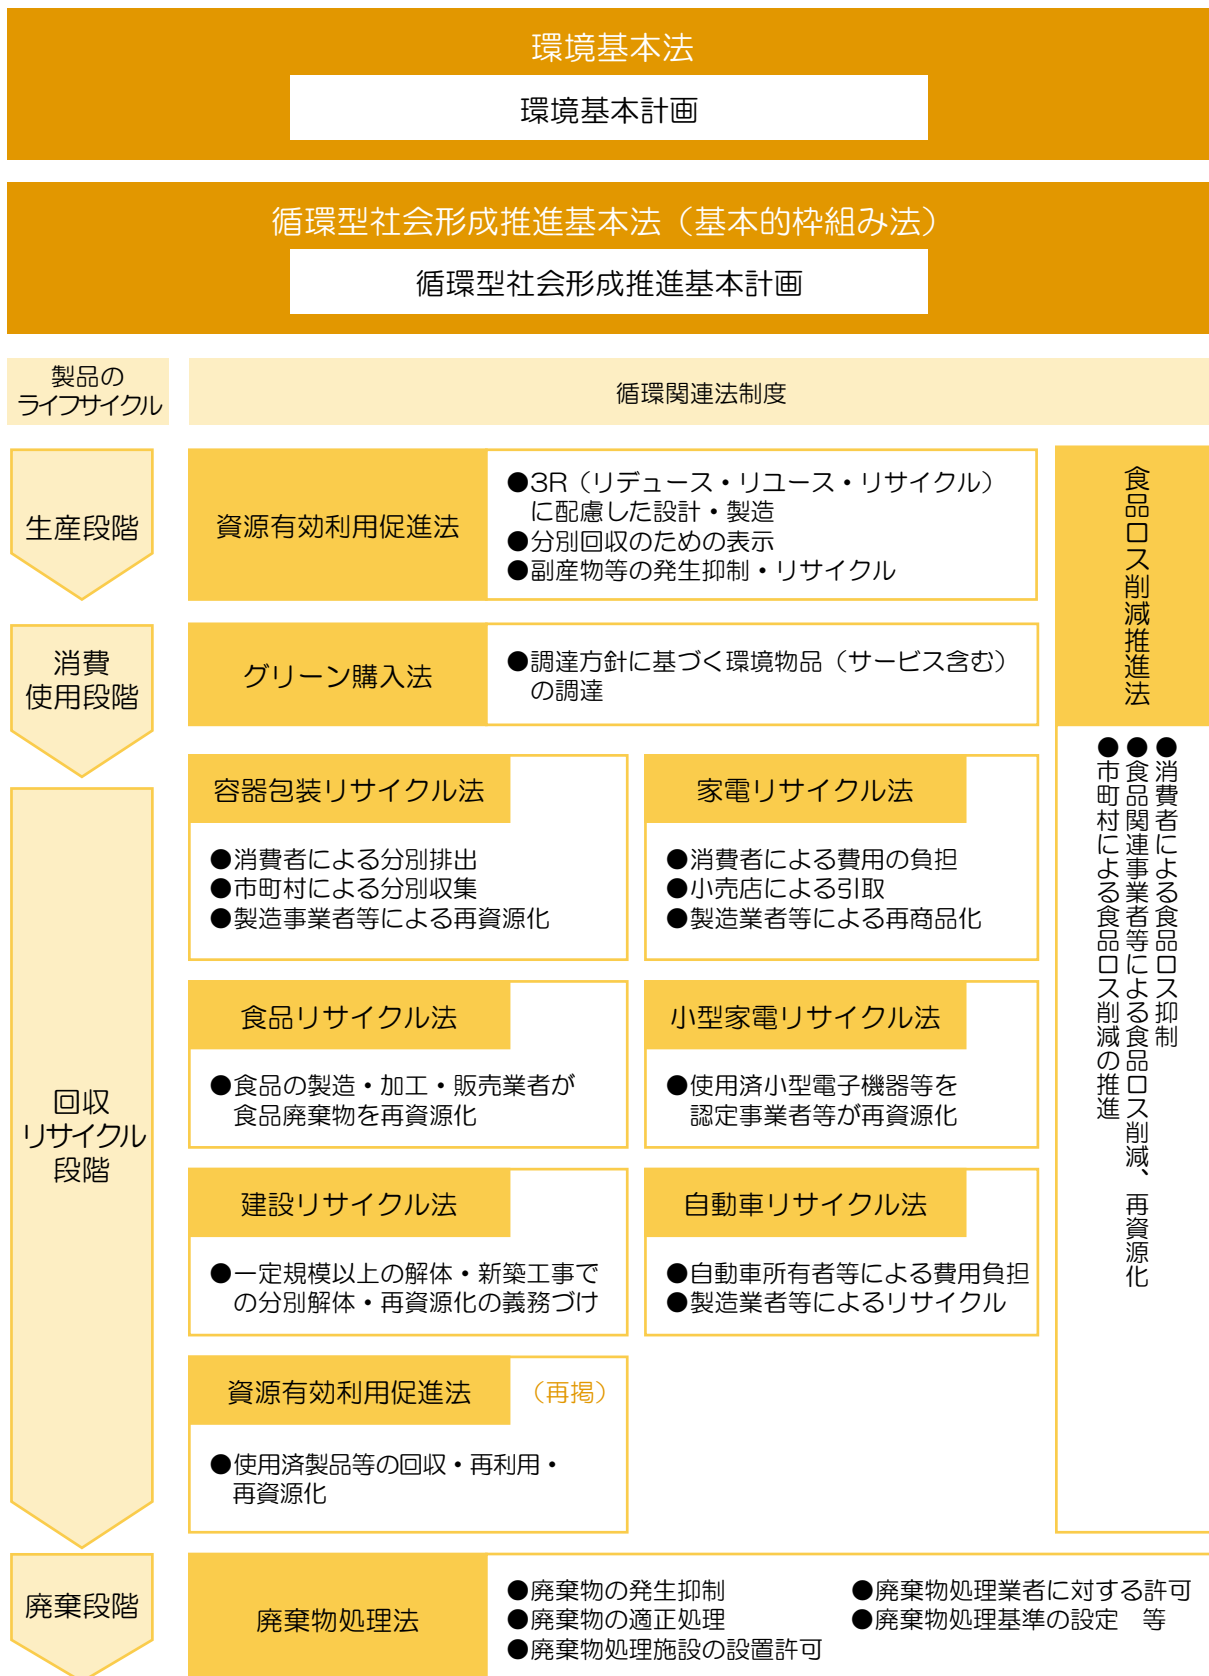 環境基本法
環境基本計画
循環型社会形成推進基本法（基本的枠組み法）
循環型社会形成推進基本計画
製品の
ライフサイクル
循環関連法制度
生産段階
資源有効利用促進法
●3R（リデュース・リユース・リサイクル）
に配慮した設計・製造
●分別回収のための表示
●副産物等の発生抑制・リサイクル
消費
使用段階
グリーン購入法
●調達方針に基づく環境物品（サービス含む）
の調達
食品ロス削減推進法
●消費者による食品ロス抑制
●食品関連事業者等による食品ロス削減、再資源化
●市町村による食品ロス削減の推進
回収
リサイクル
段階
容器包装リサイクル法
●消費者による分別排出
●市町村による分別収集
●製造事業者等による再資源化
家電リサイクル法
●消費者による費用の負担
●小売店による引取
●製造業者等による再商品化
食品リサイクル法
●食品の製造・加工・販売業者が
食品廃棄物を再資源化
小型家電リサイクル法
●使用済小型電子機器等を
認定事業者等が再資源化
建設リサイクル法
●一定規模以上の解体・新築工事で
の分別解体・再資源化の義務づけ
自動車リサイクル法
●自動車所有者等による費用負担
●製造業者等によるリサイクル
資源有効利用促進法
（再掲）
●使用済製品等の回収・再利用・
再資源化
廃棄段階
廃棄物処理法
●廃棄物の発生抑制
●廃棄物の適正処理
●廃棄物処理施設の設置許可
●廃棄物処理業者に対する許可
●廃棄物処理基準の設定　等